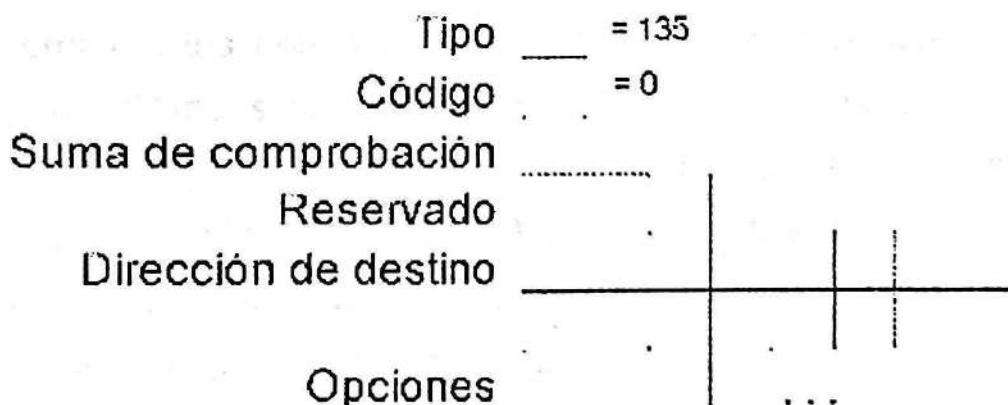 Tipo = 135
Código = 0
Suma de comprobación
Reservado
Dirección de destino
Opciones